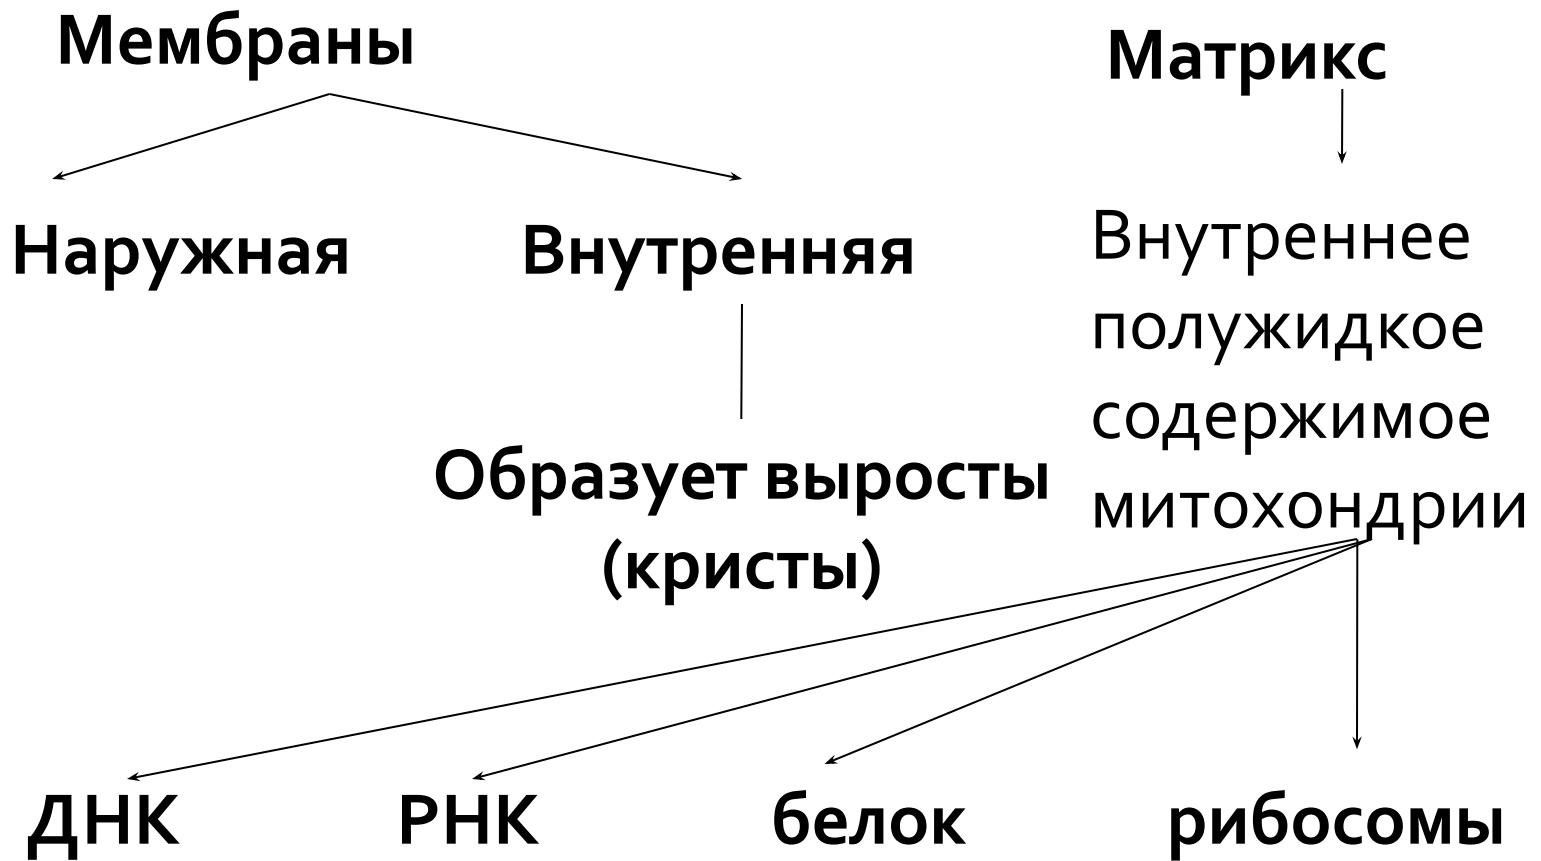 Мембраны
Матрикс
Наружная
Внутренняя
Образует выросты
(кристы)
Внутреннее
полужидкое
содержимое
митохондрии
ДНК
РНК
белок
рибосомы